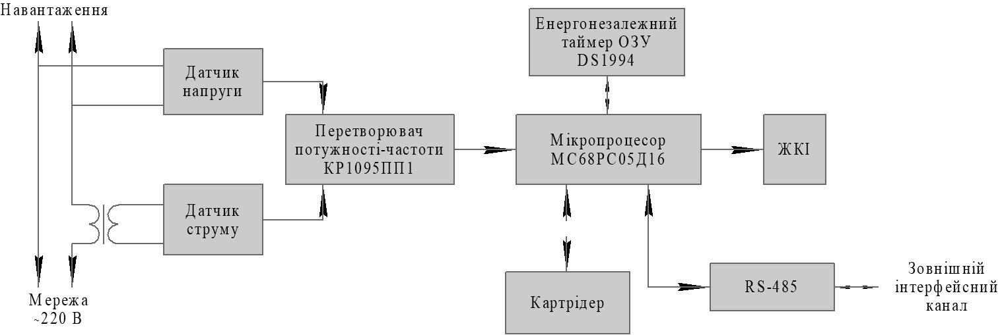 Навантаження
Енергонезалежний
таймер ОЗУ
DS1994
Датчик
напруги
Перетворювач
потужності-частоти
КР1095ПП1
Мікропроцесор
МС68РС05Д16
ЖКІ
Датчик
струму
Картрідер
RS-485
Зовнішній
інтерфейсний
канал
Мережа
~220 В